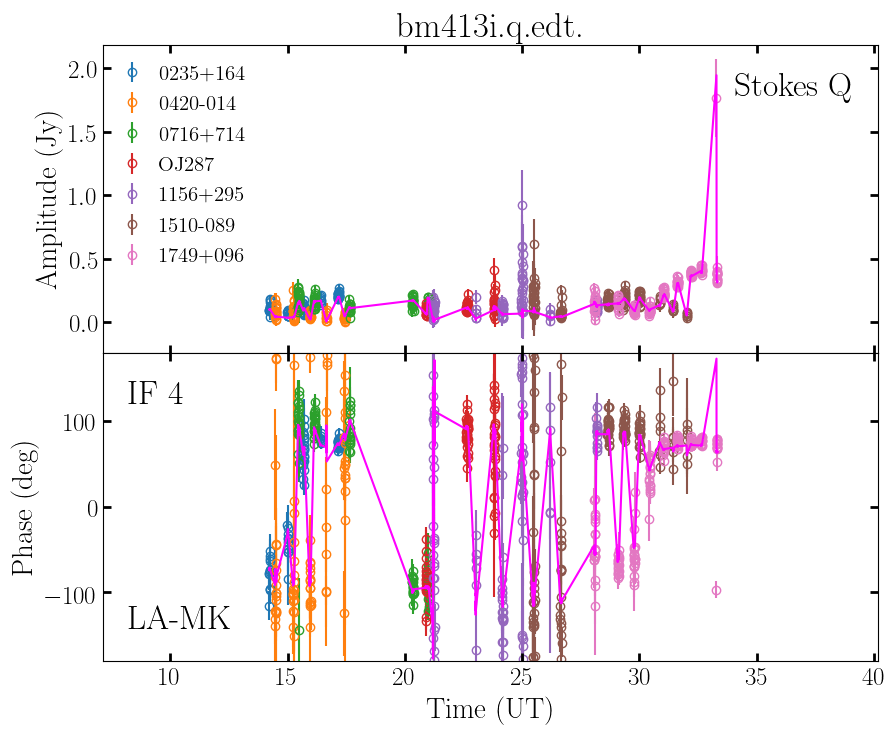 bm413i.q.edt.
Stokes Q
0235+164
0420-014
0716+714
OJ287
1156+295
1510-089
1749+096
Amplitude (Jy)
2.0
1.5
1.0
0.5
0.0
IF 4
LA-MK
Phase (deg)
100
0
−100
10 15 20 25 30 35 40
Time (UT)